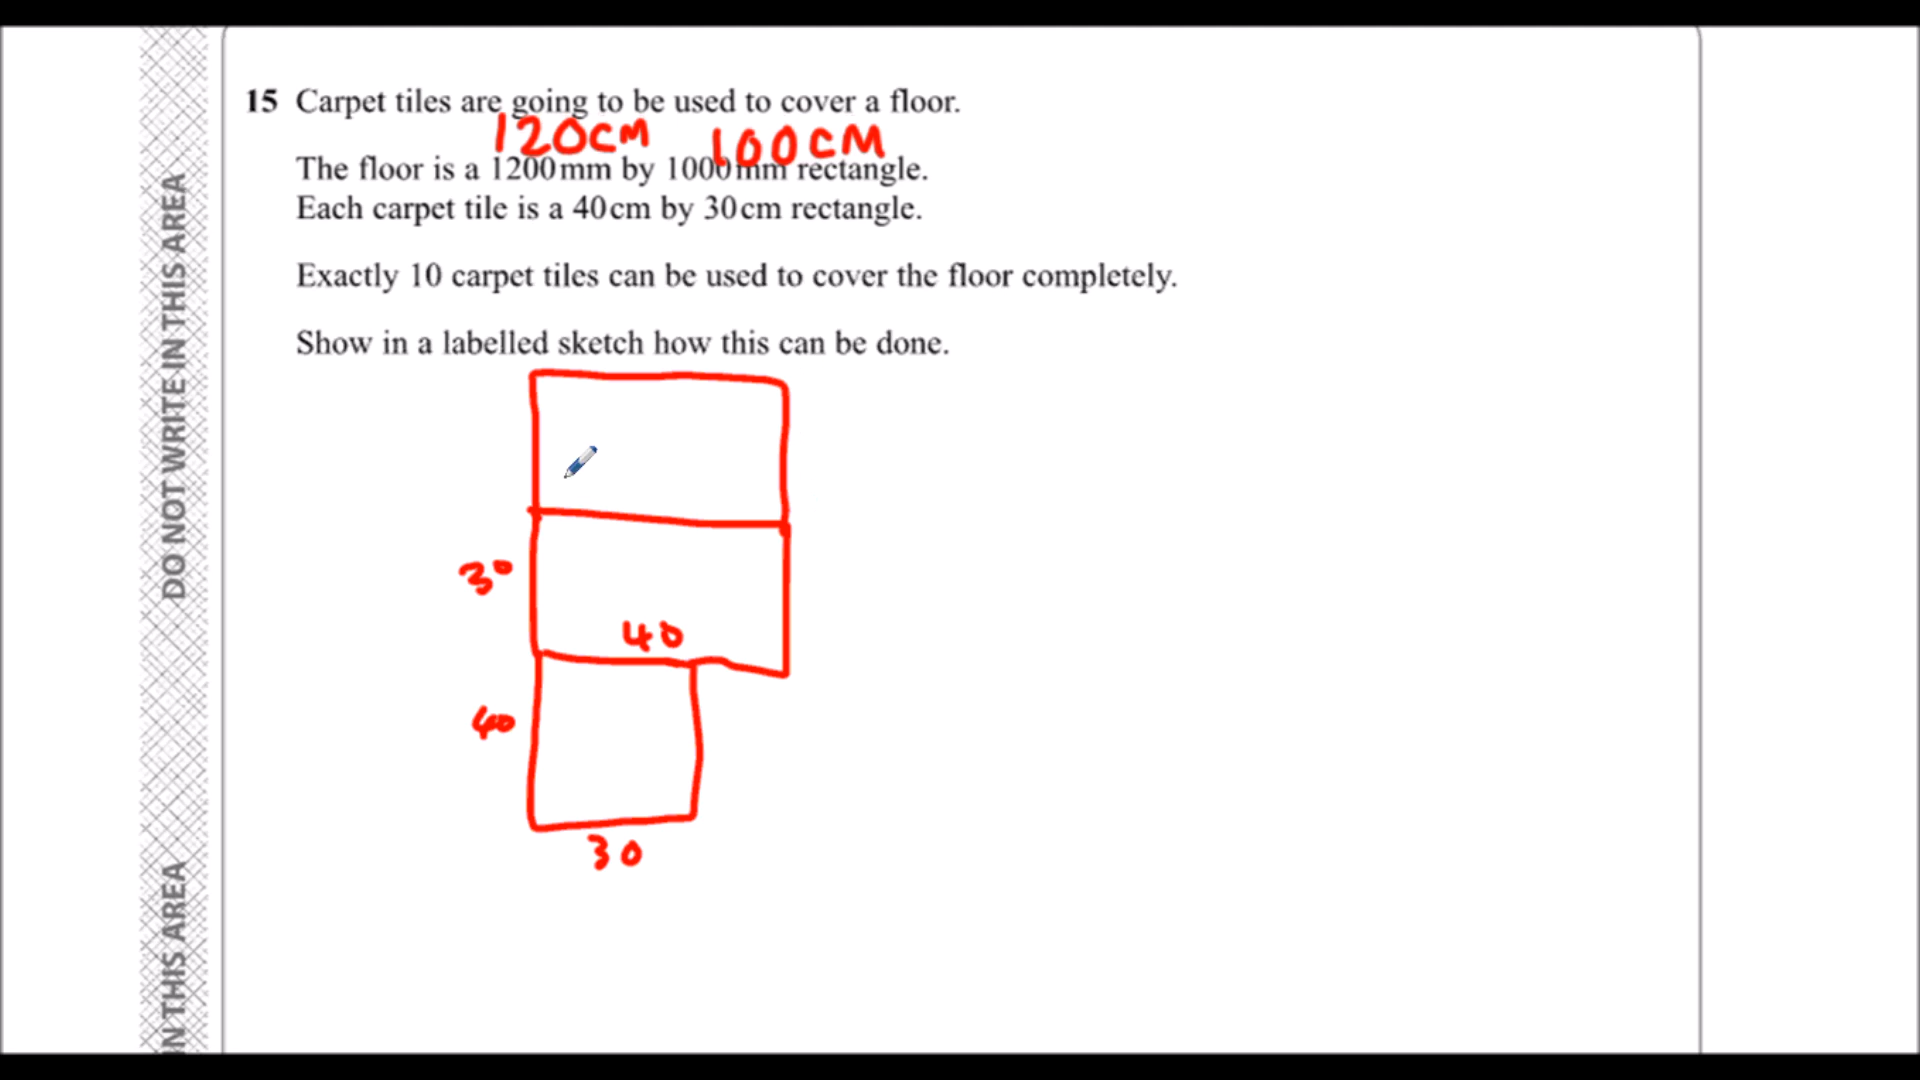 15 Carpet tiles are going to be used to cover a floor.
120CM 100CM
The floor is a 1200mm by 1000mm rectangle.
Each carpet tile is a 40cm by 30cm rectangle.
Exactly 10 carpet tiles can be used to cover the floor completely.
Show in a labelled sketch how this can be done.
30
40
40
30
DO NOT WRITE IN THIS AREA
IN THIS AREA